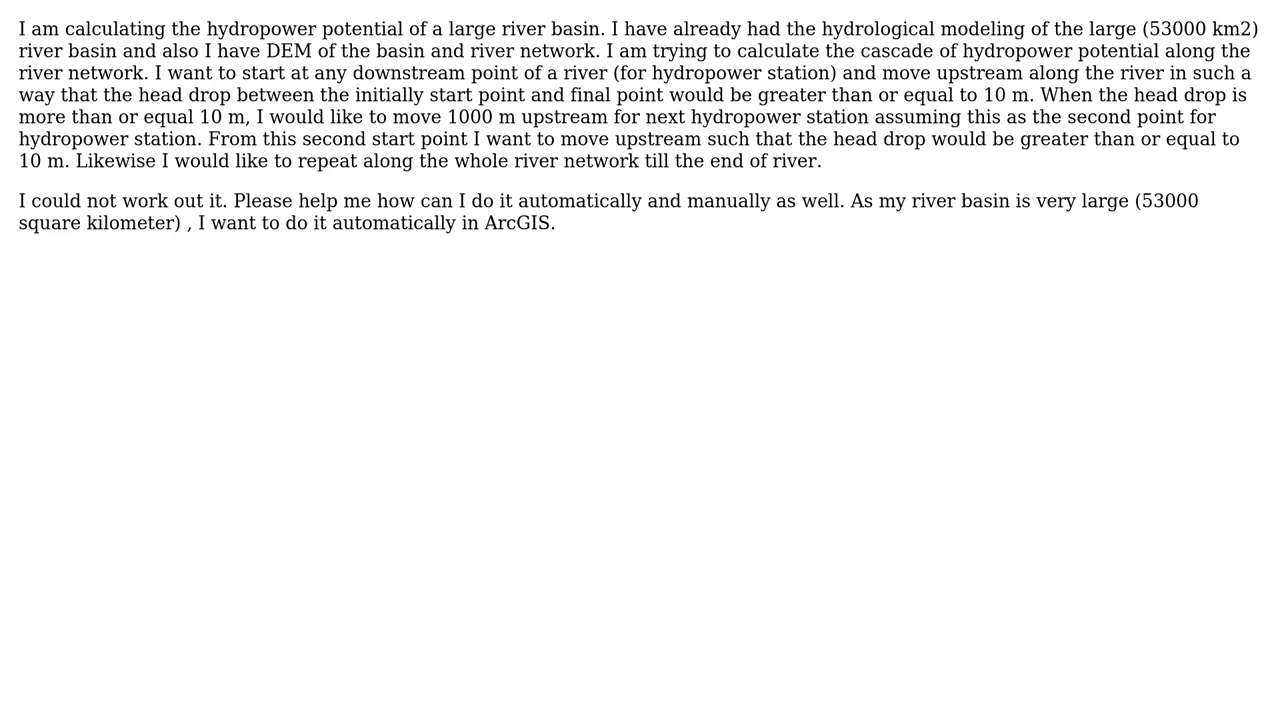 I am calculating the hydropower potential of a large river basin. I have already had the hydrological modeling of the large (53000 km2)
river basin and also I have DEM of the basin and river network. I am trying to calculate the cascade of hydropower potential along the
river network. I want to start at any downstream point of a river (for hydropower station) and move upstream along the river in such a
way that the head drop between the initially start point and final point would be greater than or equal to 10 m. When the head drop is
more than or equal 10 m, I would like to move 1000 m upstream for next hydropower station assuming this as the second point for
hydropower station. From this second start point I want to move upstream such that the head drop would be greater than or equal to
10 m. Likewise I would like to repeat along the whole river network till the end of river.
I could not work out it. Please help me how can I do it automatically and manually as well. As my river basin is very large (53000
square kilometer) , I want to do it automatically in ArcGIS.